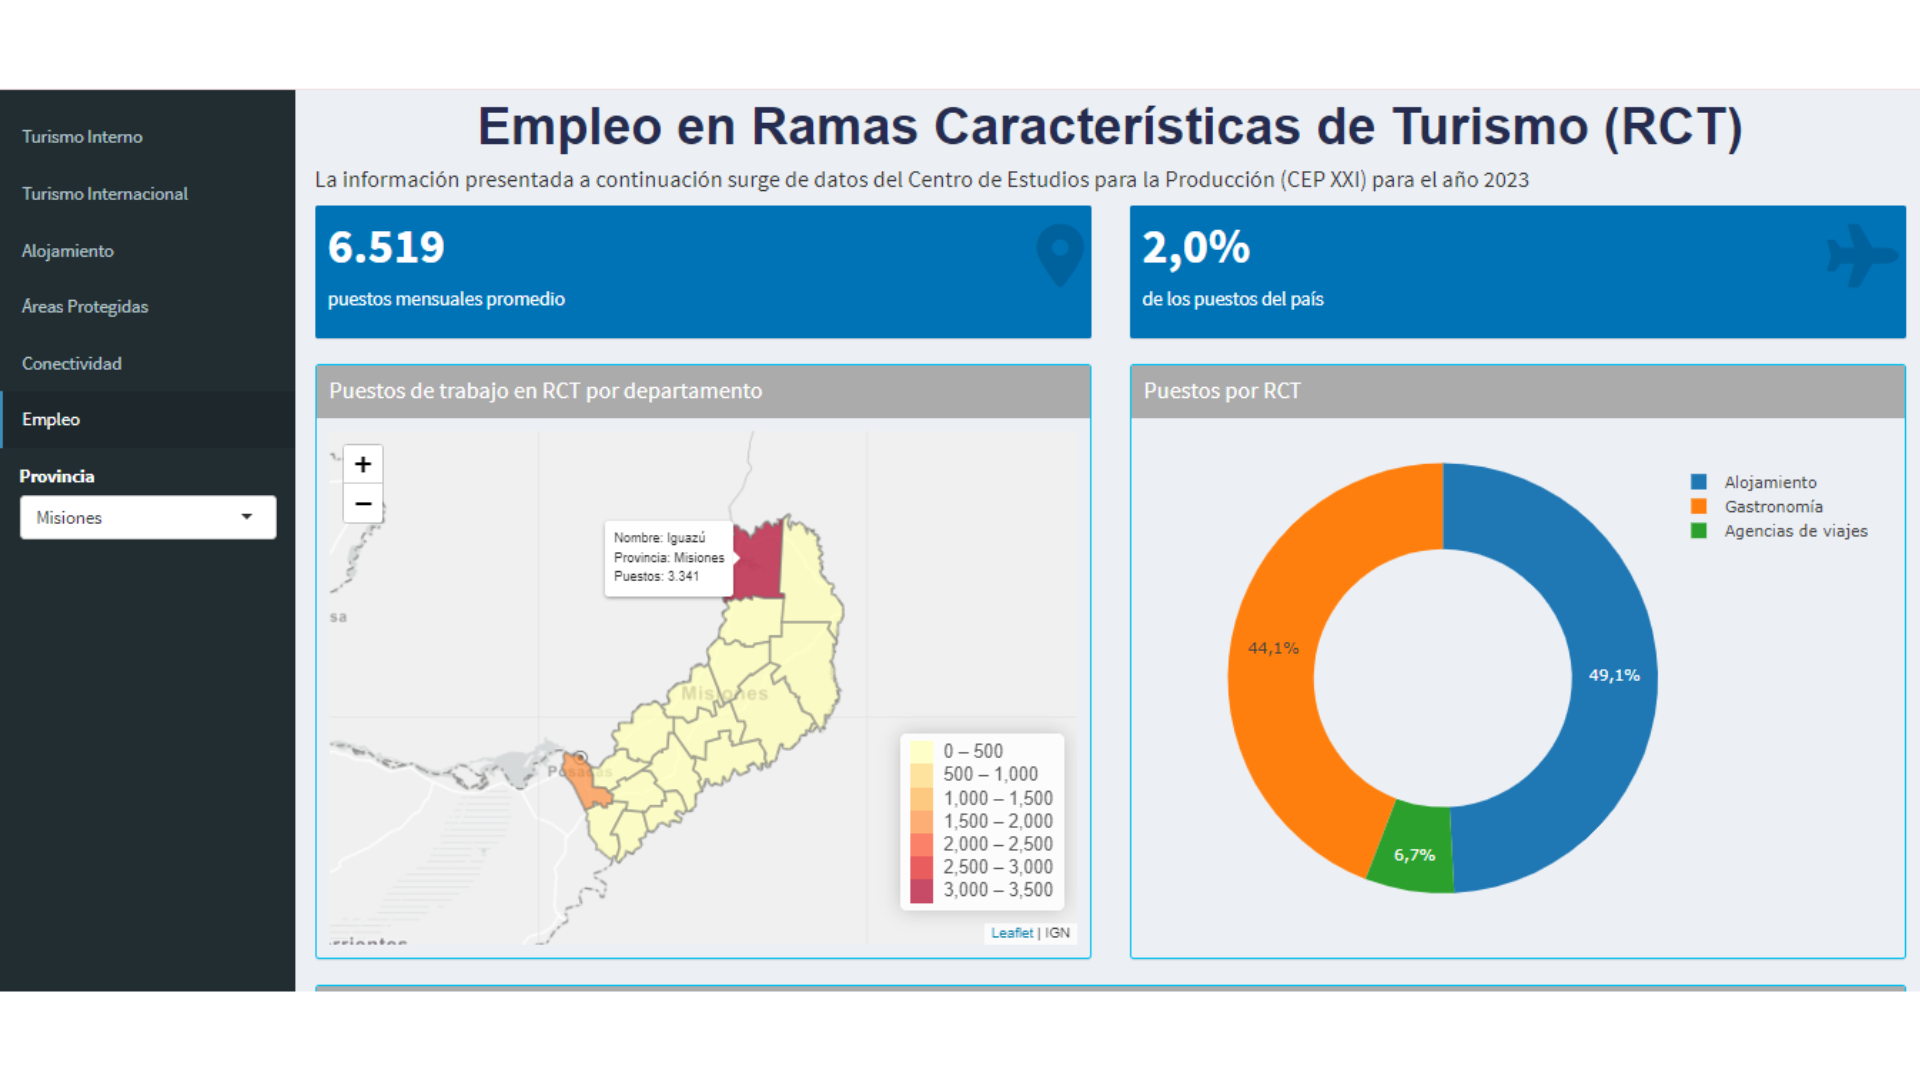 Turismo Interno
Turismo Internacional
Alojamiento
Áreas Protegidas
Conectividad
Empleo
Provincia
Misiones
Empleo en Ramas Características de Turismo (RCT)
La información presentada a continuación surge de datos del Centro de Estudios para la Producción (CEP XXI) para el año 2023
6.519
puestos mensuales promedio
2,0%
de los puestos del país
Puestos de trabajo en RCT por departamento
+
−
Nombre: Iguazú
Provincia: Misiones
Puestos: 3.341
sa
Misiones
Posadas
rrientes
0 – 500
500 – 1,000
1,000 – 1,500
1,500 – 2,000
2,000 – 2,500
2,500 – 3,000
3,000 – 3,500
Leaflet | IGN
Puestos por RCT
44,1%
49,1%
6,7%
Alojamiento
Gastronomía
Agencias de viajes